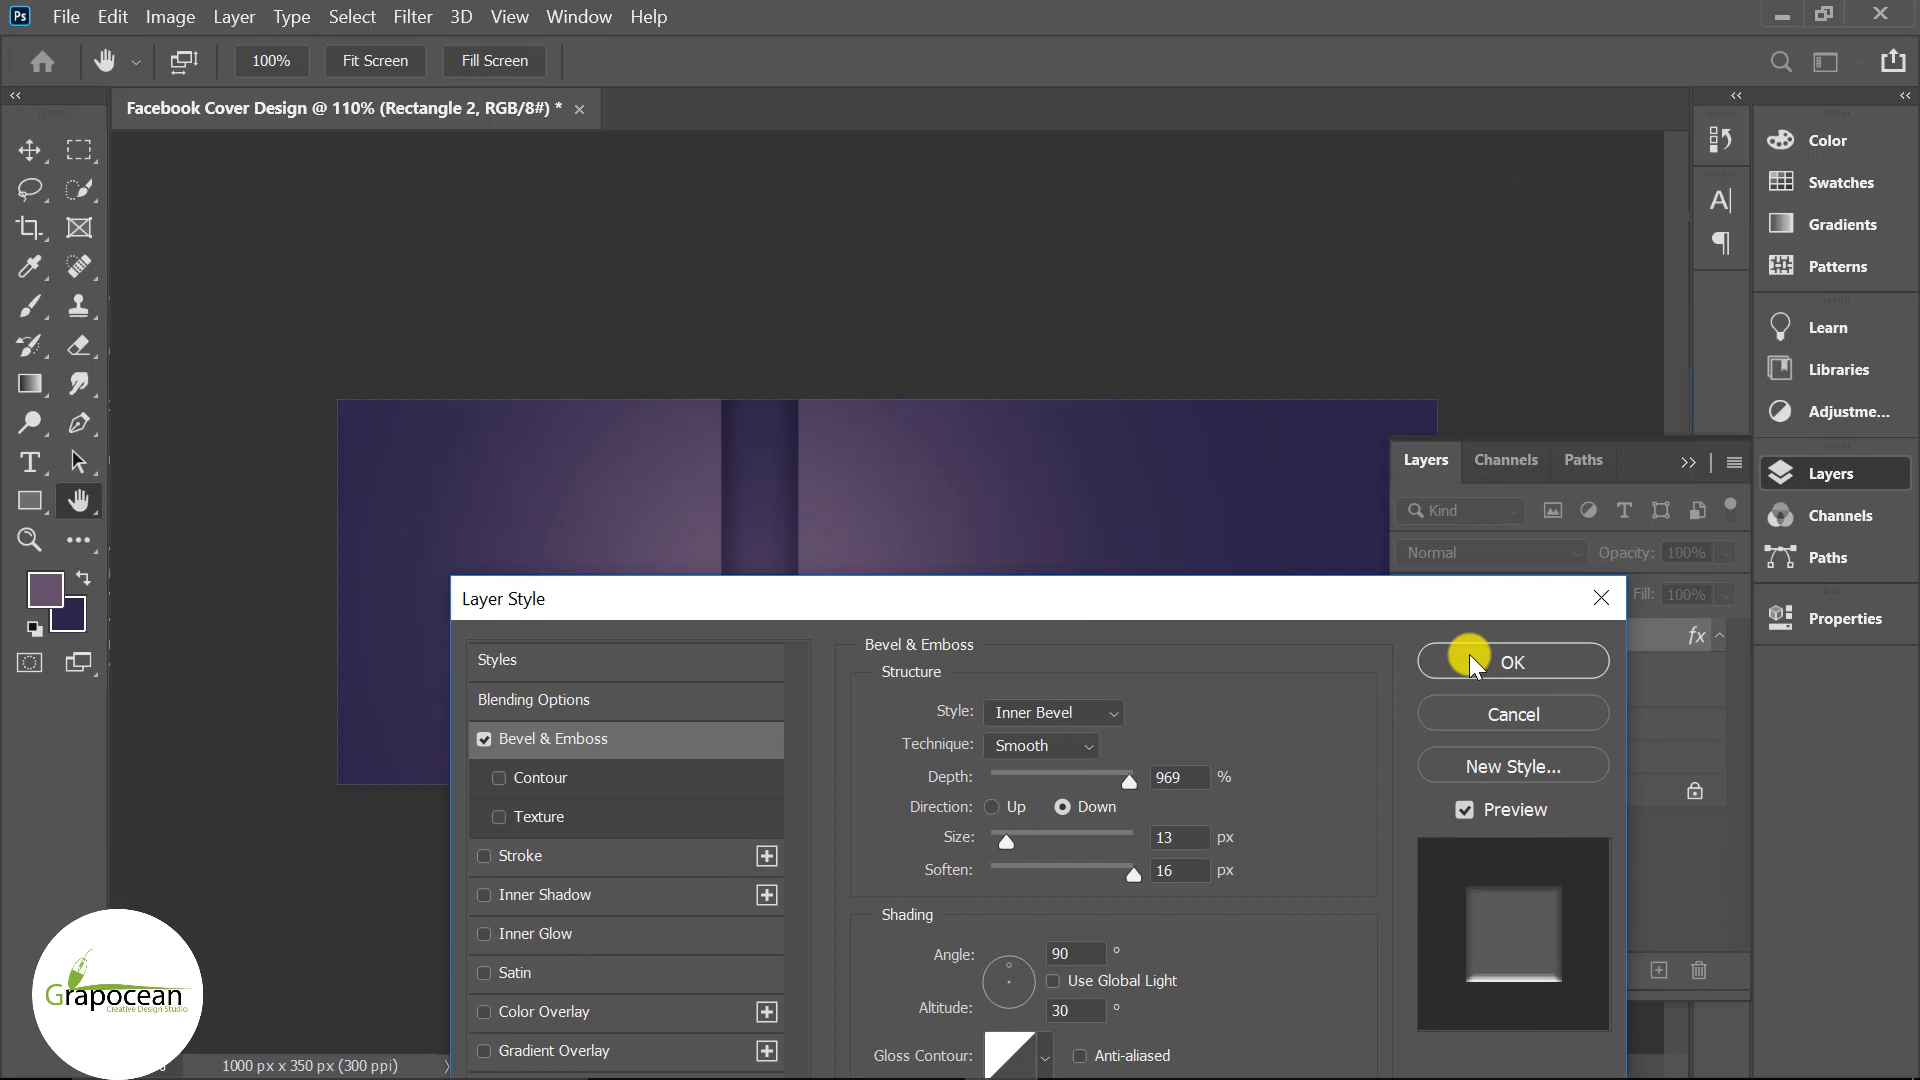 Ps File Edit Image Layer Type Select Filter 3D View Window Help
100% Fit Screen Fill Screen
Facebook Cover Design @ 110% (Rectangle 2, RGB/8#) *
Color
Swatches
Gradients
Patterns
Learn
Libraries
Adjustme...
Layers
Channels
Paths
Properties
Layers Channels Paths
Kind
Normal Opacity: 100%
Fill: 100%
fx
Layer Style
Styles
Blending Options
Bevel & Emboss
Contour
Texture
Stroke
Inner Shadow
Inner Glow
Satin
Color Overlay
Gradient Overlay
Bevel & Emboss
Structure
Style: Inner Bevel
Technique: Smooth
Depth: 969 %
Direction: Up Down
Size: 13 px
Soften: 16 px
Shading
Angle: 90 °
Use Global Light
Altitude: 30 °
Gloss Contour: Anti-aliased
OK
Cancel
New Style...
Preview
Grapocean
Creative Design Studio
1000 px x 350 px (300 ppi)